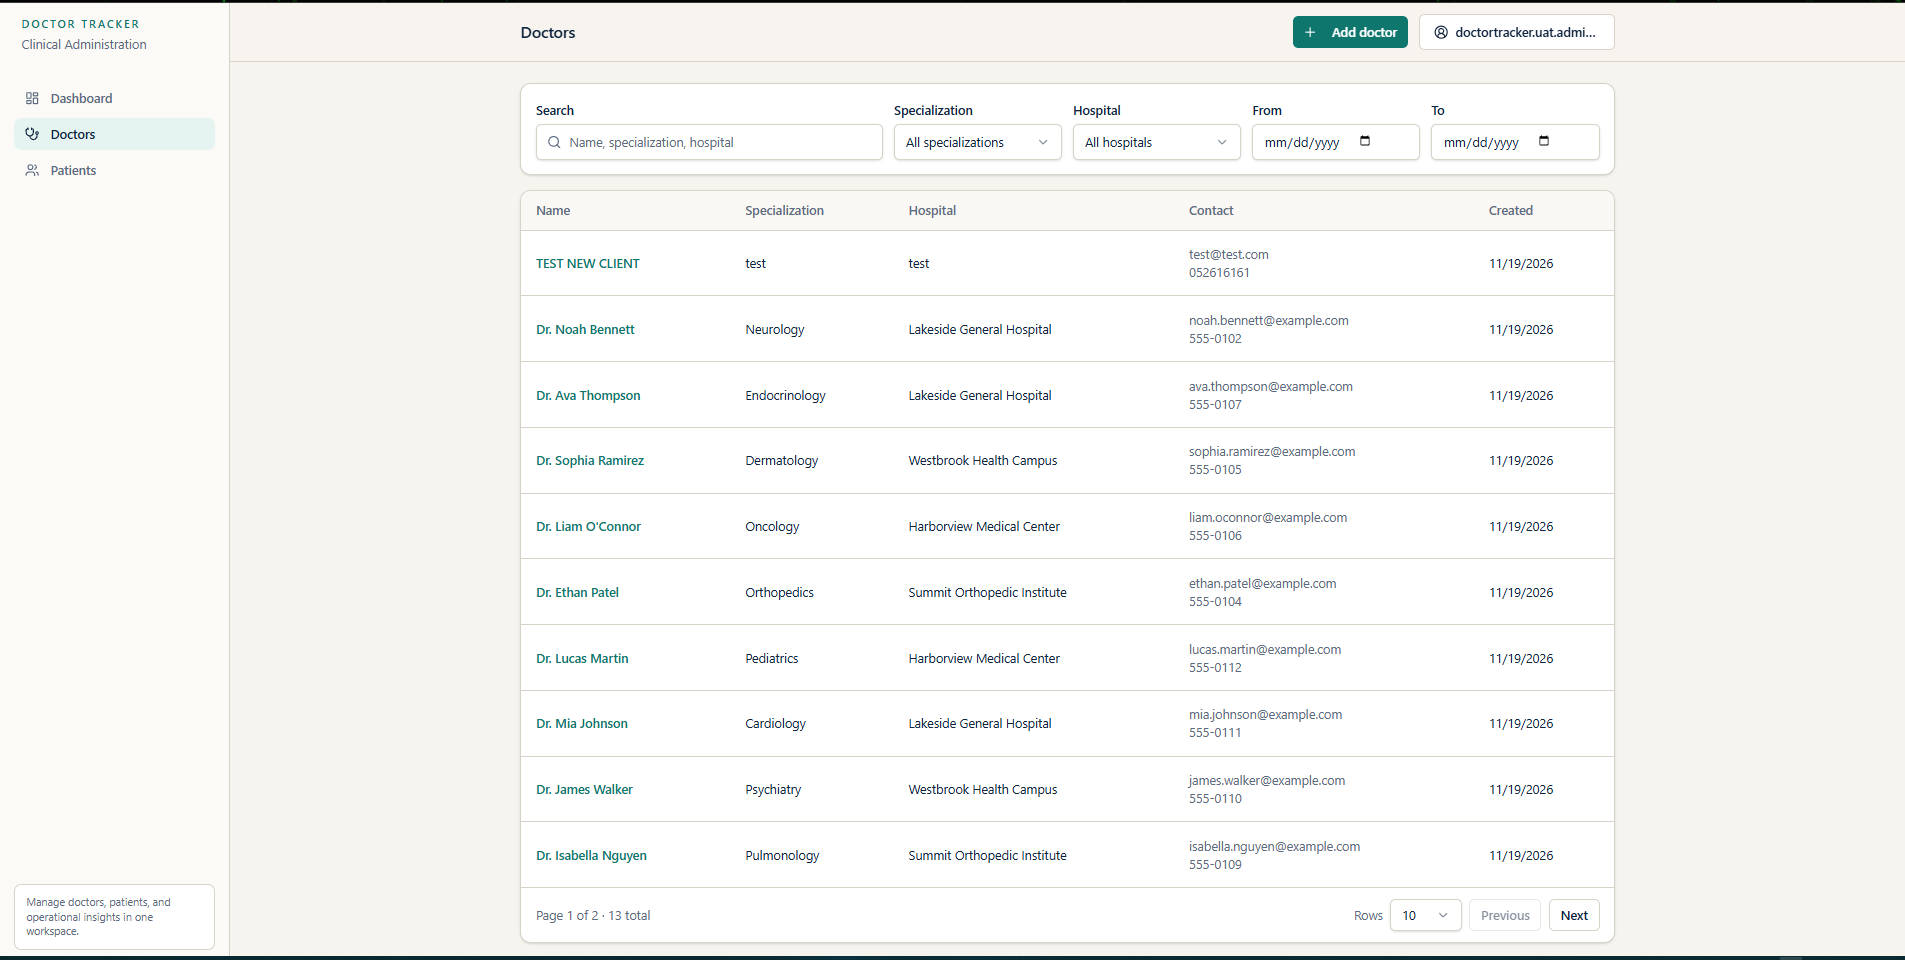 DOCTOR TRACKER
Clinical Administration
Dashboard
Doctors
Patients
Manage doctors, patients, and
operational insights in one
workspace.
Doctors
Add doctor
doctortracker.uat.admi...
Search Specialization Hospital From To
Name, specialization, hospital All specializations All hospitals mm/dd/yyyy mm/dd/yyyy
Name Specialization Hospital Contact Created
TEST NEW CLIENT test test test@test.com 11/19/2026
052616161
Dr. Noah Bennett Neurology Lakeside General Hospital noah.bennett@example.com 11/19/2026
555-0102
Dr. Ava Thompson Endocrinology Lakeside General Hospital ava.thompson@example.com 11/19/2026
555-0107
Dr. Sophia Ramirez Dermatology Westbrook Health Campus sophia.ramirez@example.com 11/19/2026
555-0105
Dr. Liam O'Connor Oncology Harborview Medical Center liam.oconnor@example.com 11/19/2026
555-0106
Dr. Ethan Patel Orthopedics Summit Orthopedic Institute ethan.patel@example.com 11/19/2026
555-0104
Dr. Lucas Martin Pediatrics Harborview Medical Center lucas.martin@example.com 11/19/2026
555-0112
Dr. Mia Johnson Cardiology Lakeside General Hospital mia.johnson@example.com 11/19/2026
555-0111
Dr. James Walker Psychiatry Westbrook Health Campus james.walker@example.com 11/19/2026
555-0110
Dr. Isabella Nguyen Pulmonology Summit Orthopedic Institute isabella.nguyen@example.com 11/19/2026
555-0109
Page 1 of 2 · 13 total Rows 10 Previous Next